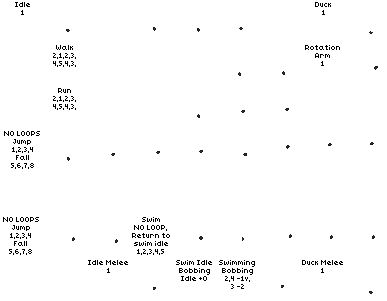 Idle
1
Duck
1
Walk
2,1,2,3,
4,5,4,3,
Rotation
Arm
1
Run
2,1,2,3,
4,5,4,3,
NO LOOPS
Jump
1,2,3,4
Fall
5,6,7,8
NO LOOPS
Jump
1,2,3,4
Fall
5,6,7,8
Swim
NO LOOP,
Return to
swim idle
1,2,3,4,5
Idle Melee
1
Swim Idle
Bobbing
Idle +0
Swimming
Bobbing
2,4 -1v,
3 -2
Duck Melee
1